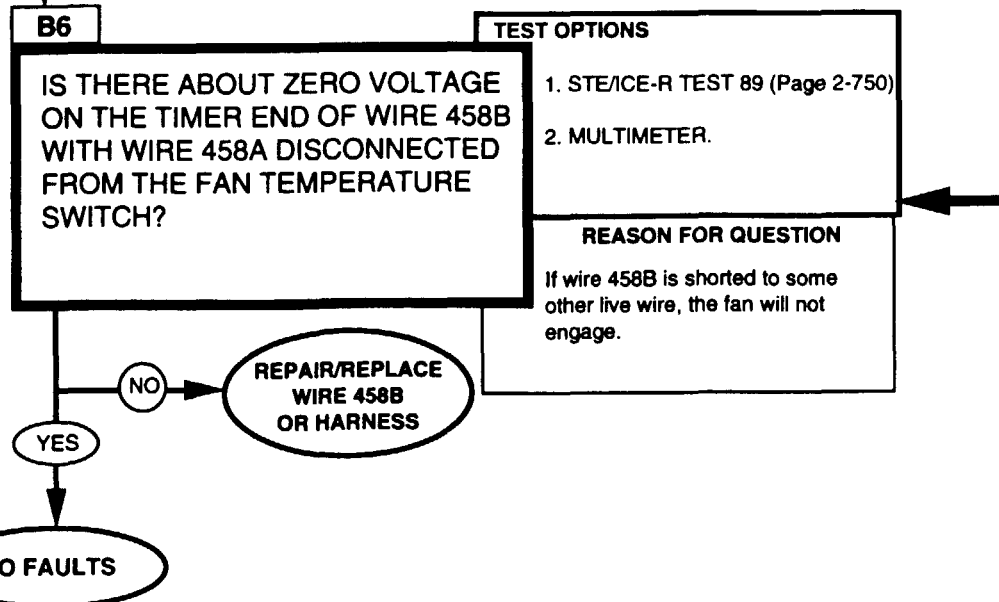 B6
IS THERE ABOUT ZERO VOLTAGE
ON THE TIMER END OF WIRE 458B
WITH WIRE 458A DISCONNECTED
FROM THE FAN TEMPERATURE
SWITCH?
TEST OPTIONS
1. STE/ICE-R TEST 89 (Page 2-750)
2. MULTIMETER.
REASON FOR QUESTION
If wire 458B is shorted to some
other live wire, the fan will not
engage.
NO
REPAIR/REPLACE
WIRE 458B
OR HARNESS
YES
O FAULTS